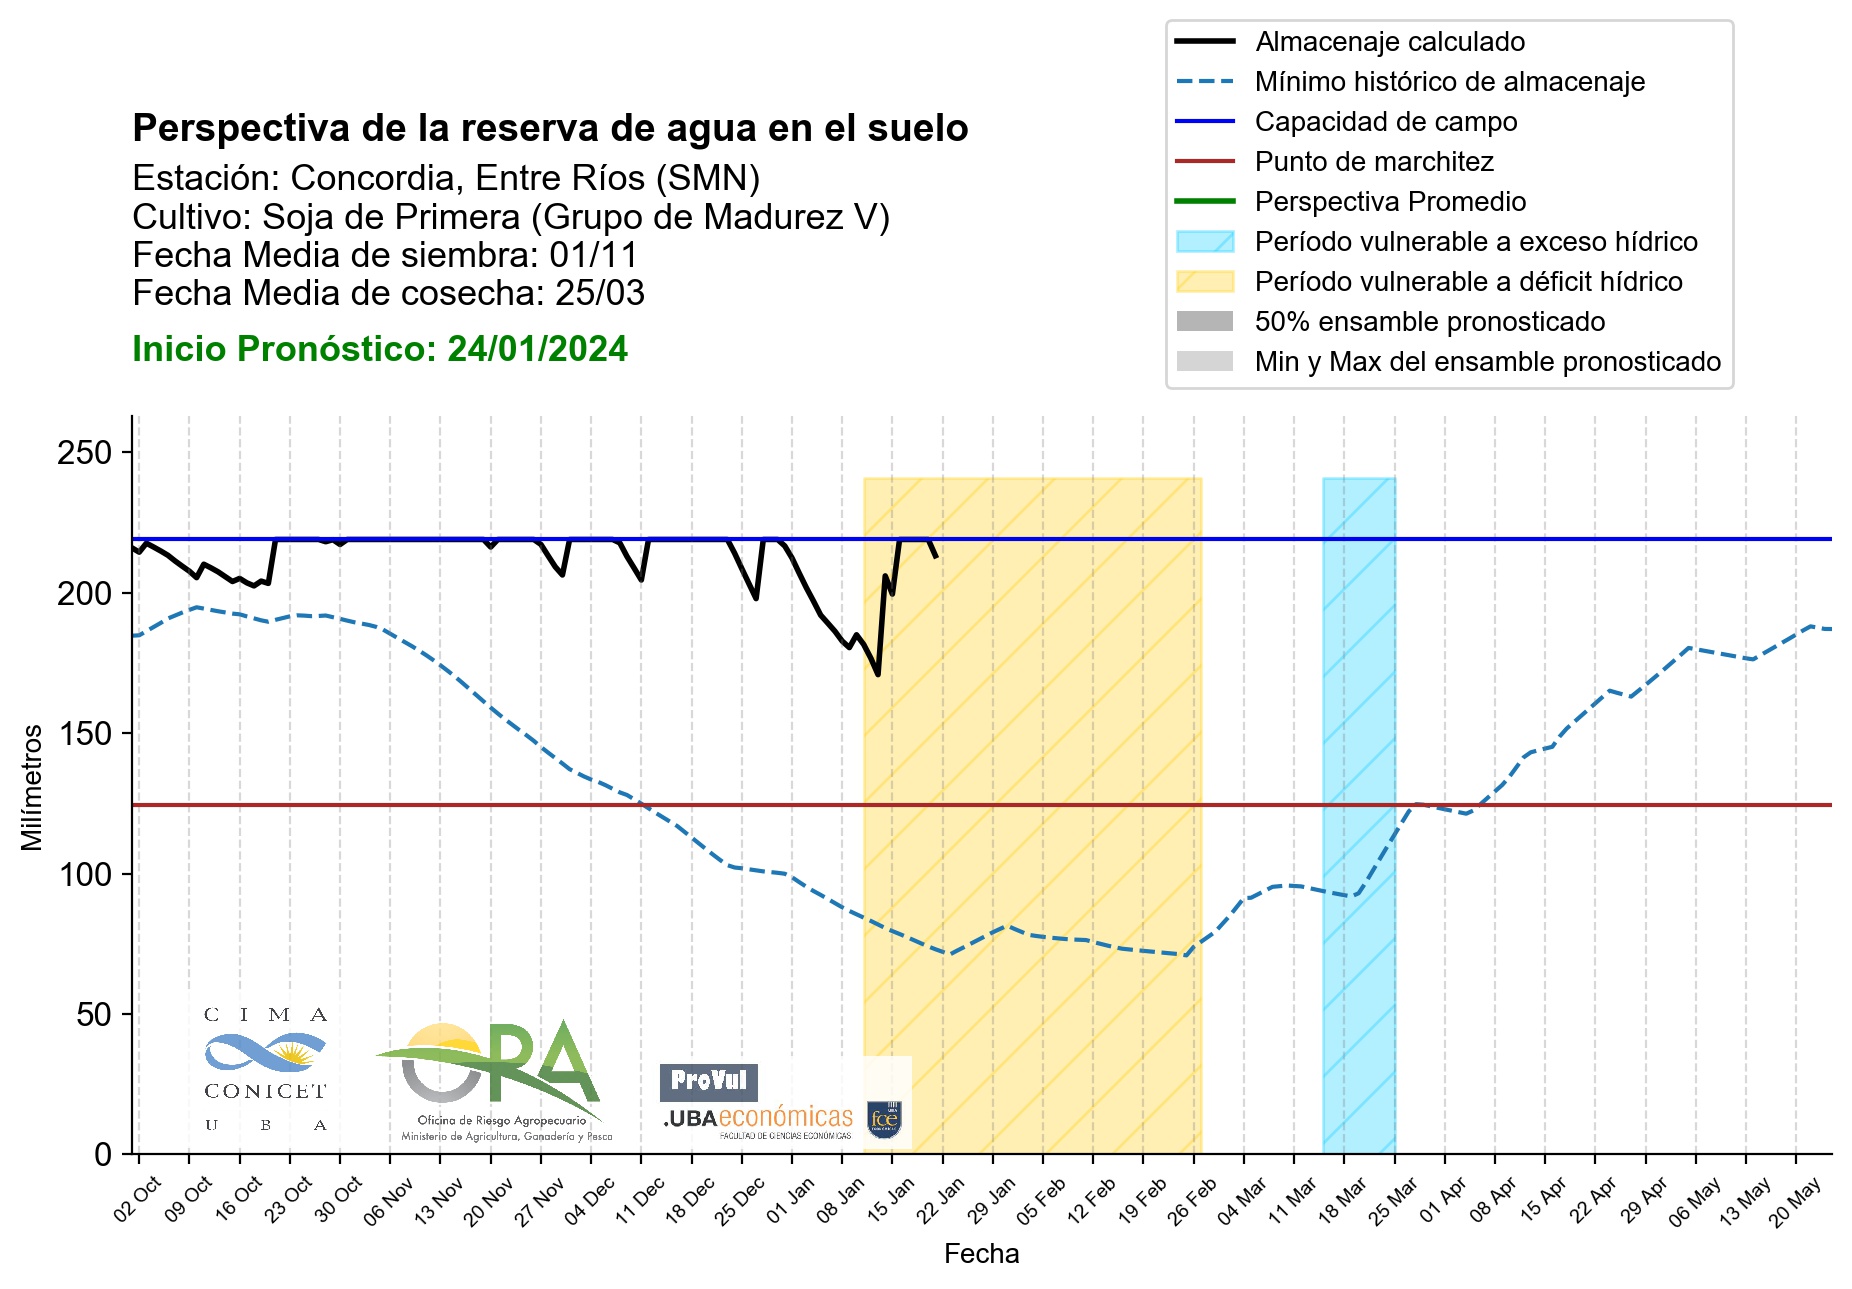 Almacenaje calculado
Mínimo histórico de almacenaje
Capacidad de campo
Punto de marchitez
Perspectiva Promedio
Período vulnerable a exceso hídrico
Período vulnerable a déficit hídrico
50% ensamble pronosticado
Min y Max del ensamble pronosticado
Perspectiva de la reserva de agua en el suelo
Estación: Concordia, Entre Ríos (SMN)
Cultivo: Soja de Primera (Grupo de Madurez V)
Fecha Media de siembra: 01/11
Fecha Media de cosecha: 25/03
Inicio Pronóstico: 24/01/2024
250
200
150
100
50
0
Milímetros
CIMA
CONICET
UBA
OPA
Oficina de Riesgo Agropecuario
Ministerio de Agricultura, Ganadería y Pesca
ProVul
.UBAeconómicas
FACULTAD DE CIENCIAS ECONÓMICAS
fce
02 Oct
09 Oct
16 Oct
23 Oct
30 Oct
06 Nov
13 Nov
20 Nov
27 Nov
04 Dec
11 Dec
18 Dec
25 Dec
01 Jan
08 Jan
15 Jan
22 Jan
29 Jan
05 Feb
12 Feb
19 Feb
26 Feb
04 Mar
11 Mar
18 Mar
25 Mar
01 Apr
08 Apr
15 Apr
22 Apr
29 Apr
06 May
13 May
20 May
Fecha